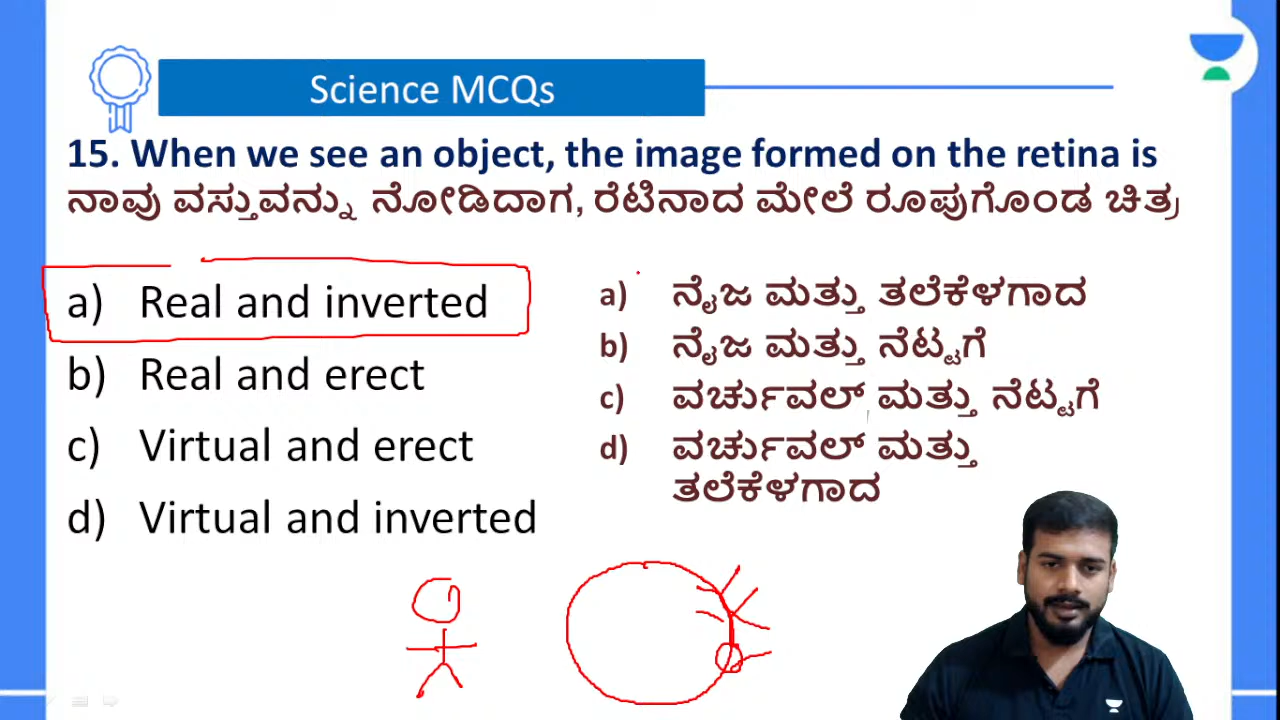 Science MCQs
15. When we see an object, the image formed on the retina is
ನಾವು ವಸ್ತುವನ್ನು ನೋಡಿದಾಗ, ರೆಟಿನಾದ ಮೇಲೆ ರೂಪುಗೊಂಡ ಚಿತ್ರ
a) Real and inverted
b) Real and erect
c) Virtual and erect
d) Virtual and inverted
a) ನೈಜ ಮತ್ತು ತಲೆಕೆಳಗಾದ
b) ನೈಜ ಮತ್ತು ನೆಟ್ಟಗೆ
c) ವರ್ಚುವಲ್ ಮತ್ತು ನೆಟ್ಟಗೆ
d) ವರ್ಚುವಲ್ ಮತ್ತು
ತಲೆಕೆಳಗಾದ